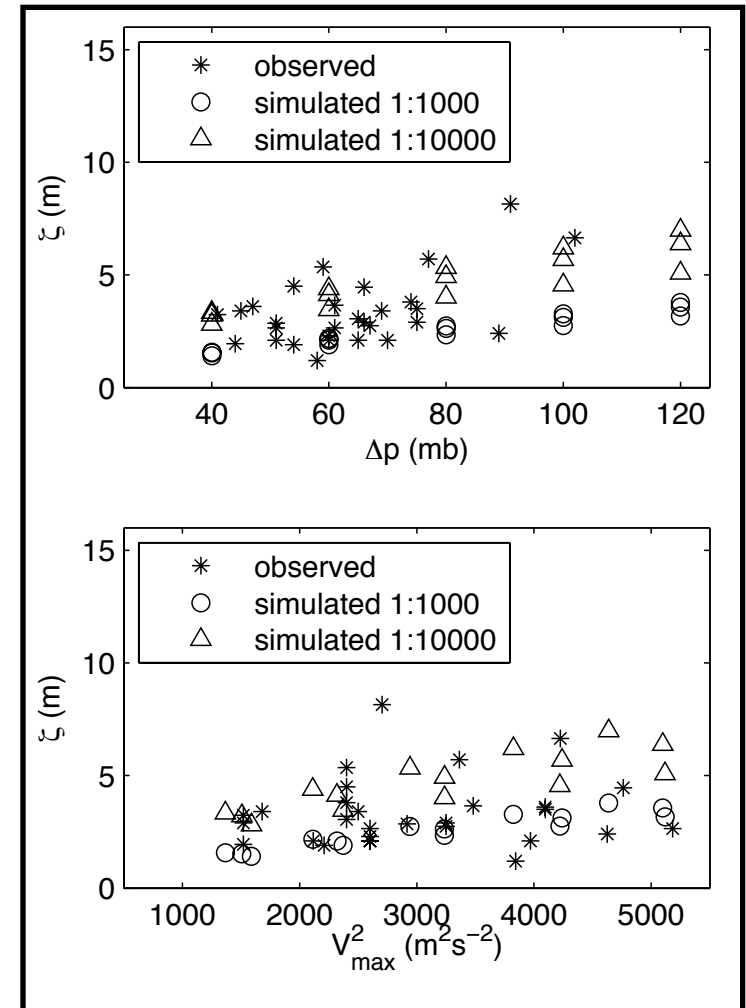 15
10
5
0
ζ (m)
observed
simulated 1:1000
simulated 1:10000
40 60 80 100 120
Δp (mb)
15
10
5
0
ζ (m)
observed
simulated 1:1000
simulated 1:10000
1000 2000 3000 4000 5000
V²max (m²s⁻²)